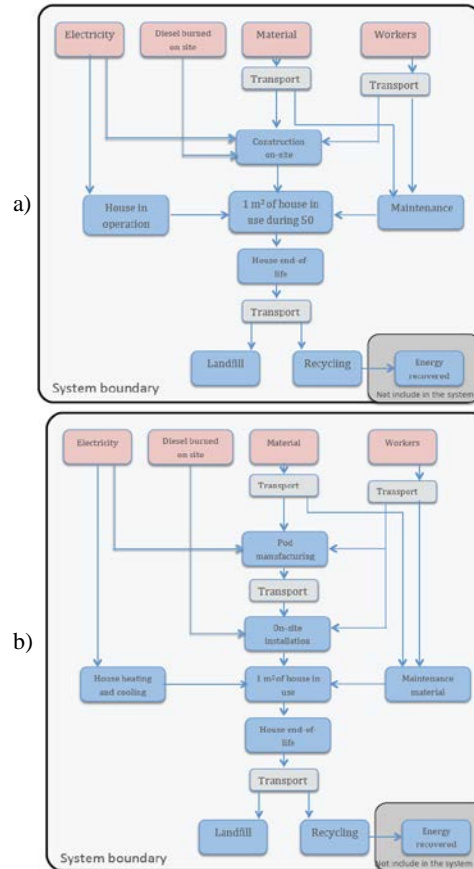 a)
Electricity
Diesel burned
on site
Material
Workers
Transport
Transport
Construction
on-site
House in
operation
1 m² of house in
use during 50
Maintenance
House end-of
life
Transport
Landfill
Recycling
Energy
recovered
Not include in the system
System boundary
b)
Electricity
Diesel burned
on site
Material
Workers
Transport
Transport
Pod
manufacturing
Transport
On-site
installation
House heating
and cooling
1 m² of house in
use
Maintenance
material
House end-of-
life
Transport
Landfill
Recycling
Energy
recovered
Not include in the system
System boundary